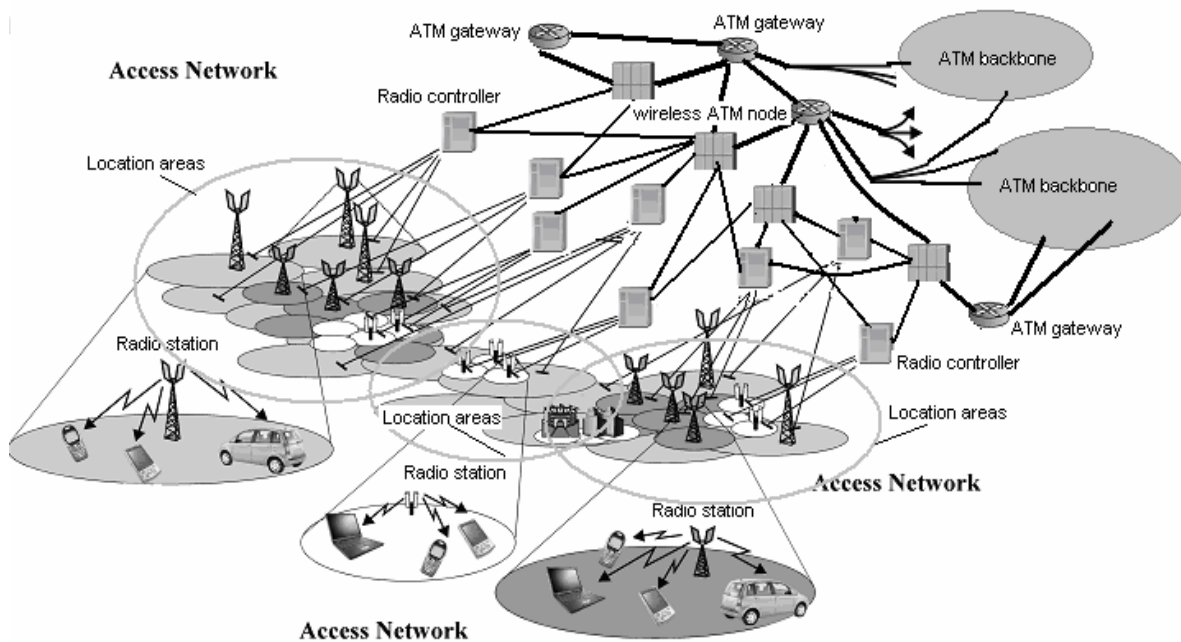 ATM gateway
ATM gateway
Access Network
ATM backbone
Radio controller
wireless ATM node
Location areas
ATM backbone
ATM gateway
Radio station
Radio controller
Location areas
Location areas
Radio station
Access Network
Radio station
Access Network